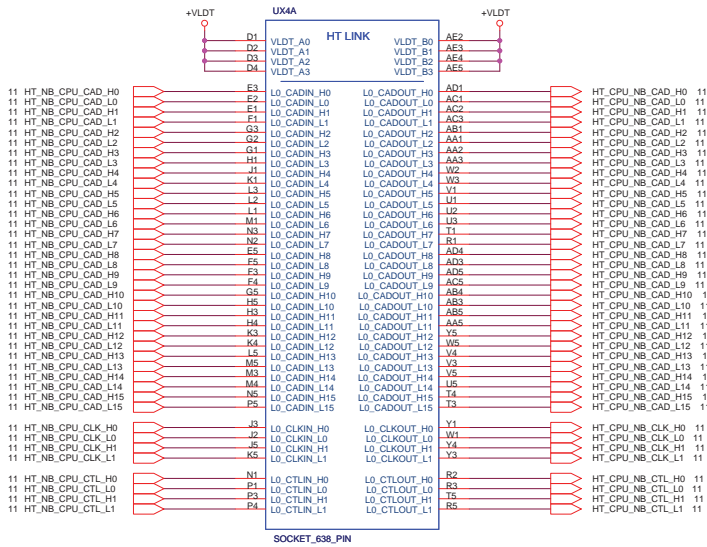 UX4A
+VLDT +VLDT
HT LINK
D1 VLDT_A0 VLDT_B0 AE2
D2 VLDT_A1 VLDT_B1 AE3
D3 VLDT_A2 VLDT_B2 AE4
D4 VLDT_A3 VLDT_B3 AE5
11 HT_NB_CPU_CAD_H0 E3 L0_CADIN_H0 L0_CADOUT_H0 AD1 HT_CPU_NB_CAD_H0 11
11 HT_NB_CPU_CAD_L0 E2 L0_CADIN_L0 L0_CADOUT_L0 AC1 HT_CPU_NB_CAD_L0 11
11 HT_NB_CPU_CAD_H1 E1 L0_CADIN_H1 L0_CADOUT_H1 AC2 HT_CPU_NB_CAD_H1 11
11 HT_NB_CPU_CAD_L1 F1 L0_CADIN_L1 L0_CADOUT_L1 AC3 HT_CPU_NB_CAD_L1 11
11 HT_NB_CPU_CAD_H2 G3 L0_CADIN_H2 L0_CADOUT_H2 AB1 HT_CPU_NB_CAD_H2 11
11 HT_NB_CPU_CAD_L2 G2 L0_CADIN_L2 L0_CADOUT_L2 AA1 HT_CPU_NB_CAD_L2 11
11 HT_NB_CPU_CAD_H3 G1 L0_CADIN_H3 L0_CADOUT_H3 AA2 HT_CPU_NB_CAD_H3 11
11 HT_NB_CPU_CAD_L3 H1 L0_CADIN_L3 L0_CADOUT_L3 AA3 HT_CPU_NB_CAD_L3 11
11 HT_NB_CPU_CAD_H4 J1 L0_CADIN_H4 L0_CADOUT_H4 W2 HT_CPU_NB_CAD_H4 11
11 HT_NB_CPU_CAD_L4 K1 L0_CADIN_L4 L0_CADOUT_L4 W3 HT_CPU_NB_CAD_L4 11
11 HT_NB_CPU_CAD_H5 L3 L0_CADIN_H5 L0_CADOUT_H5 V1 HT_CPU_NB_CAD_H5 11
11 HT_NB_CPU_CAD_L5 L2 L0_CADIN_L5 L0_CADOUT_L5 U1 HT_CPU_NB_CAD_L5 11
11 HT_NB_CPU_CAD_H6 L1 L0_CADIN_H6 L0_CADOUT_H6 U2 HT_CPU_NB_CAD_H6 11
11 HT_NB_CPU_CAD_L6 M1 L0_CADIN_L6 L0_CADOUT_L6 U3 HT_CPU_NB_CAD_L6 11
11 HT_NB_CPU_CAD_H7 N3 L0_CADIN_H7 L0_CADOUT_H7 T1 HT_CPU_NB_CAD_H7 11
11 HT_NB_CPU_CAD_L7 N2 L0_CADIN_L7 L0_CADOUT_L7 R1 HT_CPU_NB_CAD_L7 11
11 HT_NB_CPU_CAD_H8 E5 L0_CADIN_H8 L0_CADOUT_H8 AD4 HT_CPU_NB_CAD_H8 11
11 HT_NB_CPU_CAD_L8 F5 L0_CADIN_L8 L0_CADOUT_L8 AD3 HT_CPU_NB_CAD_L8 11
11 HT_NB_CPU_CAD_H9 F3 L0_CADIN_H9 L0_CADOUT_H9 AD5 HT_CPU_NB_CAD_H9 11
11 HT_NB_CPU_CAD_L9 F4 L0_CADIN_L9 L0_CADOUT_L9 AC5 HT_CPU_NB_CAD_L9 11
11 HT_NB_CPU_CAD_H10 G5 L0_CADIN_H10 L0_CADOUT_H10 AB4 HT_CPU_NB_CAD_H10 1
11 HT_NB_CPU_CAD_L10 H5 L0_CADIN_L10 L0_CADOUT_L10 AB3 HT_CPU_NB_CAD_L10 11
11 HT_NB_CPU_CAD_H11 H3 L0_CADIN_H11 L0_CADOUT_H11 AB5 HT_CPU_NB_CAD_H11 1
11 HT_NB_CPU_CAD_L11 H4 L0_CADIN_L11 L0_CADOUT_L11 AA5 HT_CPU_NB_CAD_L11 11
11 HT_NB_CPU_CAD_H12 K3 L0_CADIN_H12 L0_CADOUT_H12 Y5 HT_CPU_NB_CAD_H12 1
11 HT_NB_CPU_CAD_L12 K4 L0_CADIN_L12 L0_CADOUT_L12 W5 HT_CPU_NB_CAD_L12 11
11 HT_NB_CPU_CAD_H13 L5 L0_CADIN_H13 L0_CADOUT_H13 V4 HT_CPU_NB_CAD_H13 1
11 HT_NB_CPU_CAD_L13 M5 L0_CADIN_L13 L0_CADOUT_L13 V3 HT_CPU_NB_CAD_L13 11
11 HT_NB_CPU_CAD_H14 M3 L0_CADIN_H14 L0_CADOUT_H14 V5 HT_CPU_NB_CAD_H14 1
11 HT_NB_CPU_CAD_L14 M4 L0_CADIN_L14 L0_CADOUT_L14 U5 HT_CPU_NB_CAD_L14 11
11 HT_NB_CPU_CAD_H15 N5 L0_CADIN_H15 L0_CADOUT_H15 T4 HT_CPU_NB_CAD_H15 1
11 HT_NB_CPU_CAD_L15 P5 L0_CADIN_L15 L0_CADOUT_L15 T3 HT_CPU_NB_CAD_L15 11
11 HT_NB_CPU_CLK_H0 J3 L0_CLKIN_H0 L0_CLKOUT_H0 Y1 HT_CPU_NB_CLK_H0 11
11 HT_NB_CPU_CLK_L0 J2 L0_CLKIN_L0 L0_CLKOUT_L0 W1 HT_CPU_NB_CLK_L0 11
11 HT_NB_CPU_CLK_H1 J5 L0_CLKIN_H1 L0_CLKOUT_H1 Y4 HT_CPU_NB_CLK_H1 11
11 HT_NB_CPU_CLK_L1 K5 L0_CLKIN_L1 L0_CLKOUT_L1 Y3 HT_CPU_NB_CLK_L1 11
11 HT_NB_CPU_CTL_H0 N1 L0_CTLIN_H0 L0_CTLOUT_H0 R2 HT_CPU_NB_CTL_H0 11
11 HT_NB_CPU_CTL_L0 P1 L0_CTLIN_L0 L0_CTLOUT_L0 R3 HT_CPU_NB_CTL_L0 11
11 HT_NB_CPU_CTL_H1 P3 L0_CTLIN_H1 L0_CTLOUT_H1 T5 HT_CPU_NB_CTL_H1 11
11 HT_NB_CPU_CTL_L1 P4 L0_CTLIN_L1 L0_CTLOUT_L1 R5 HT_CPU_NB_CTL_L1 11
SOCKET_638_PIN